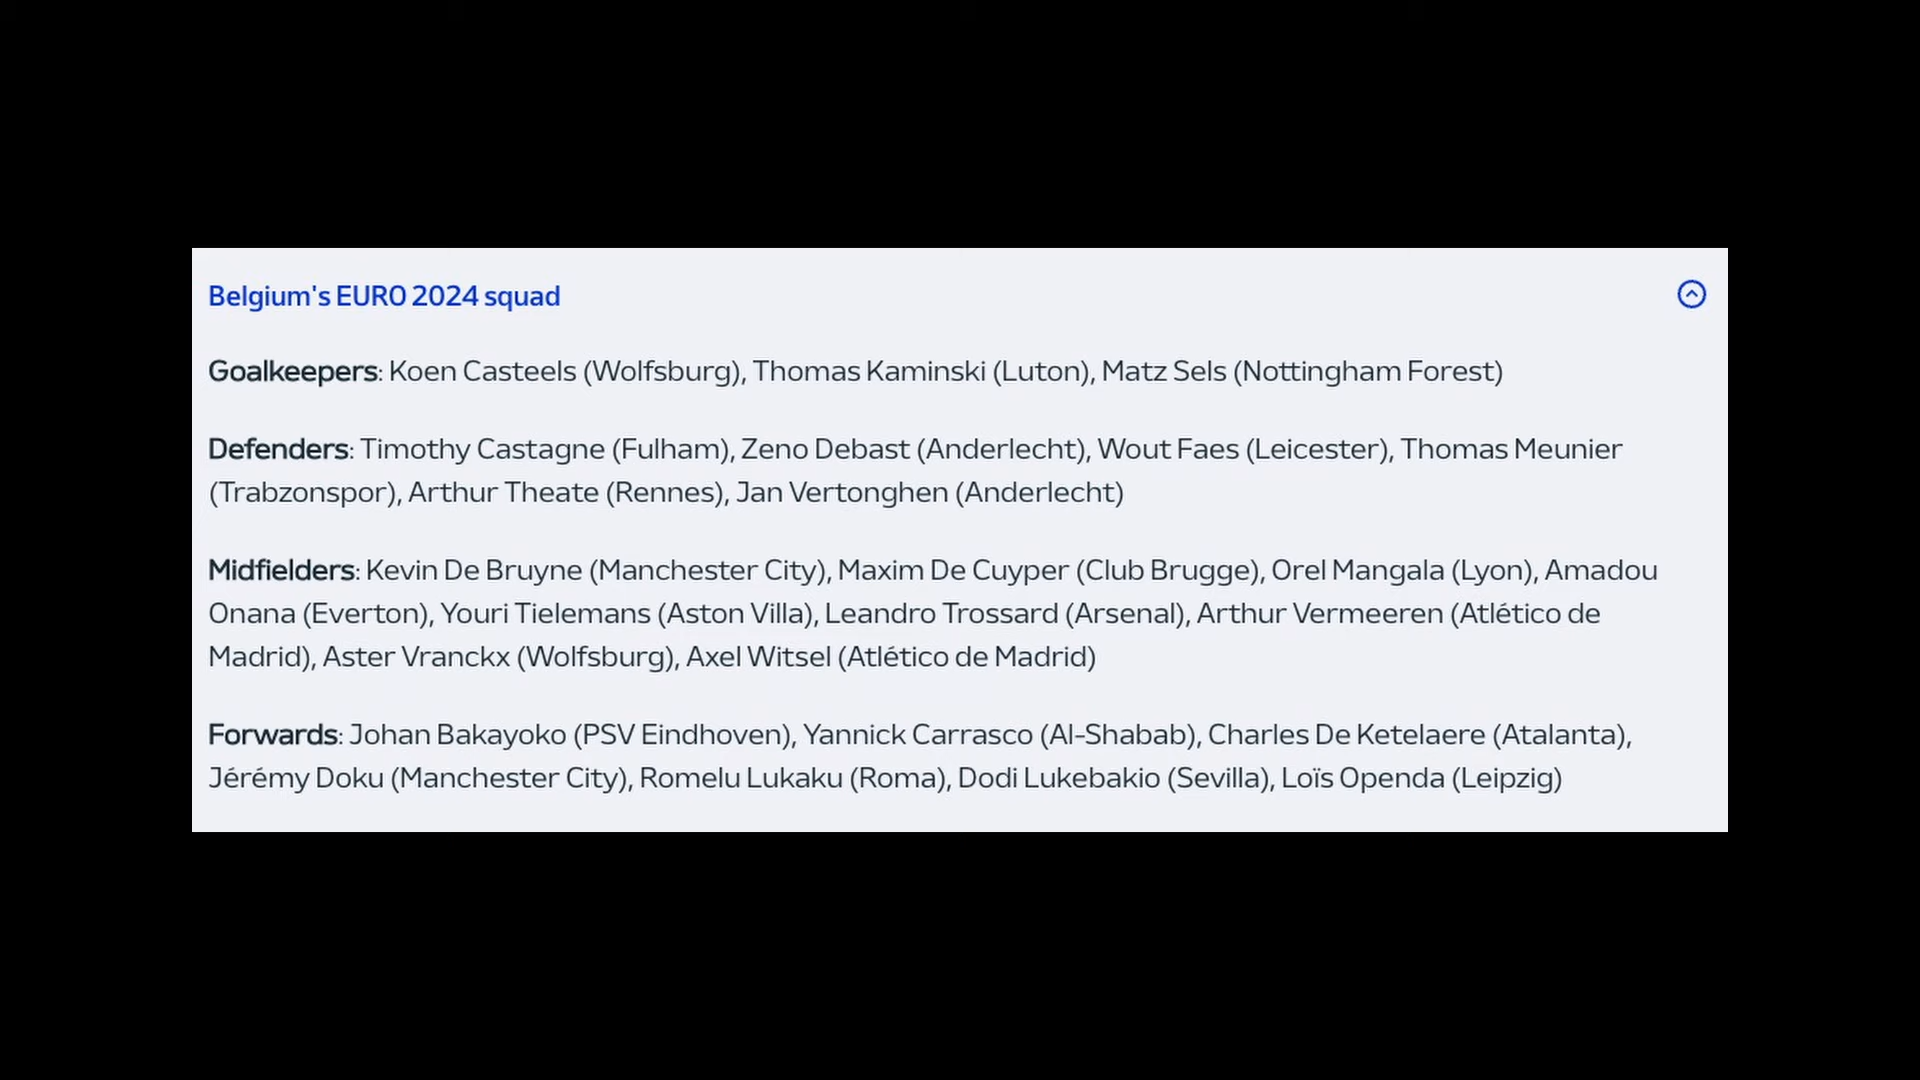 Belgium's EURO 2024 squad
Goalkeepers: Koen Casteels (Wolfsburg), Thomas Kaminski (Luton), Matz Sels (Nottingham Forest)
Defenders: Timothy Castagne (Fulham), Zeno Debast (Anderlecht), Wout Faes (Leicester), Thomas Meunier
(Trabzonspor), Arthur Theate (Rennes), Jan Vertonghen (Anderlecht)
Midfielders: Kevin De Bruyne (Manchester City), Maxim De Cuyper (Club Brugge), Orel Mangala (Lyon), Amadou
Onana (Everton), Youri Tielemans (Aston Villa), Leandro Trossard (Arsenal), Arthur Vermeeren (Atlético de
Madrid), Aster Vranckx (Wolfsburg), Axel Witsel (Atlético de Madrid)
Forwards: Johan Bakayoko (PSV Eindhoven), Yannick Carrasco (Al-Shabab), Charles De Ketelaere (Atalanta),
Jérémy Doku (Manchester City), Romelu Lukaku (Roma), Dodi Lukebakio (Sevilla), Loïs Openda (Leipzig)